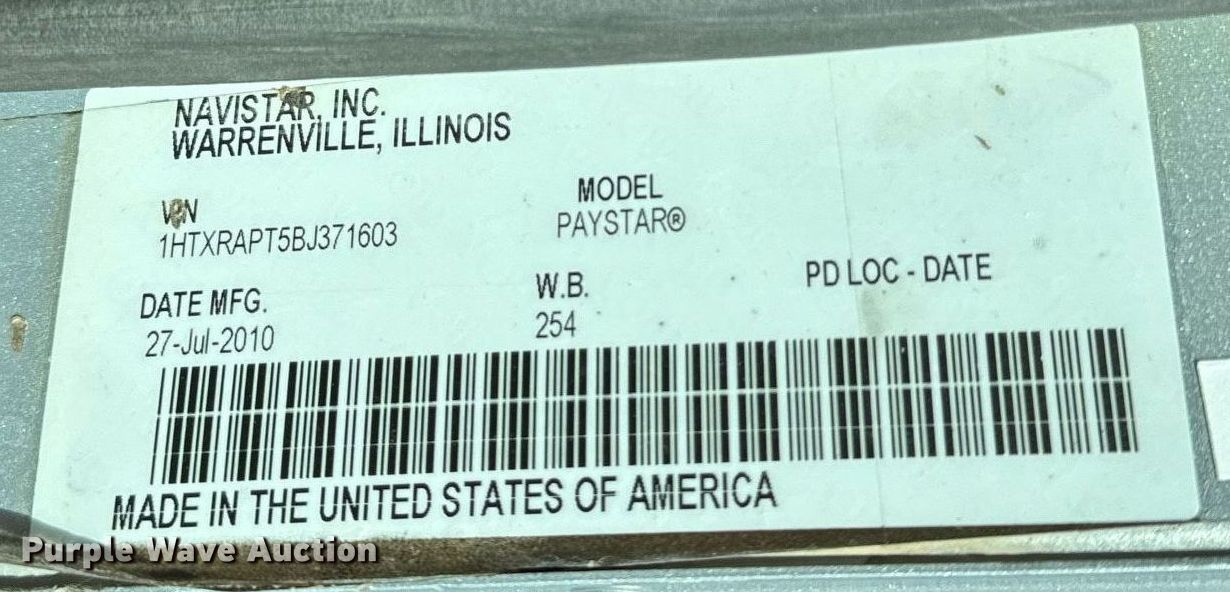 NAVISTAR, INC.
WARRENVILLE, ILLINOIS
VIN
1HTXRAPT5BJ371603
MODEL
PAYSTAR®
DATE MFG.
27-Jul-2010
W.B.
254
PD LOC - DATE
MADE IN THE UNITED STATES OF AMERICA
Purple Wave Auction